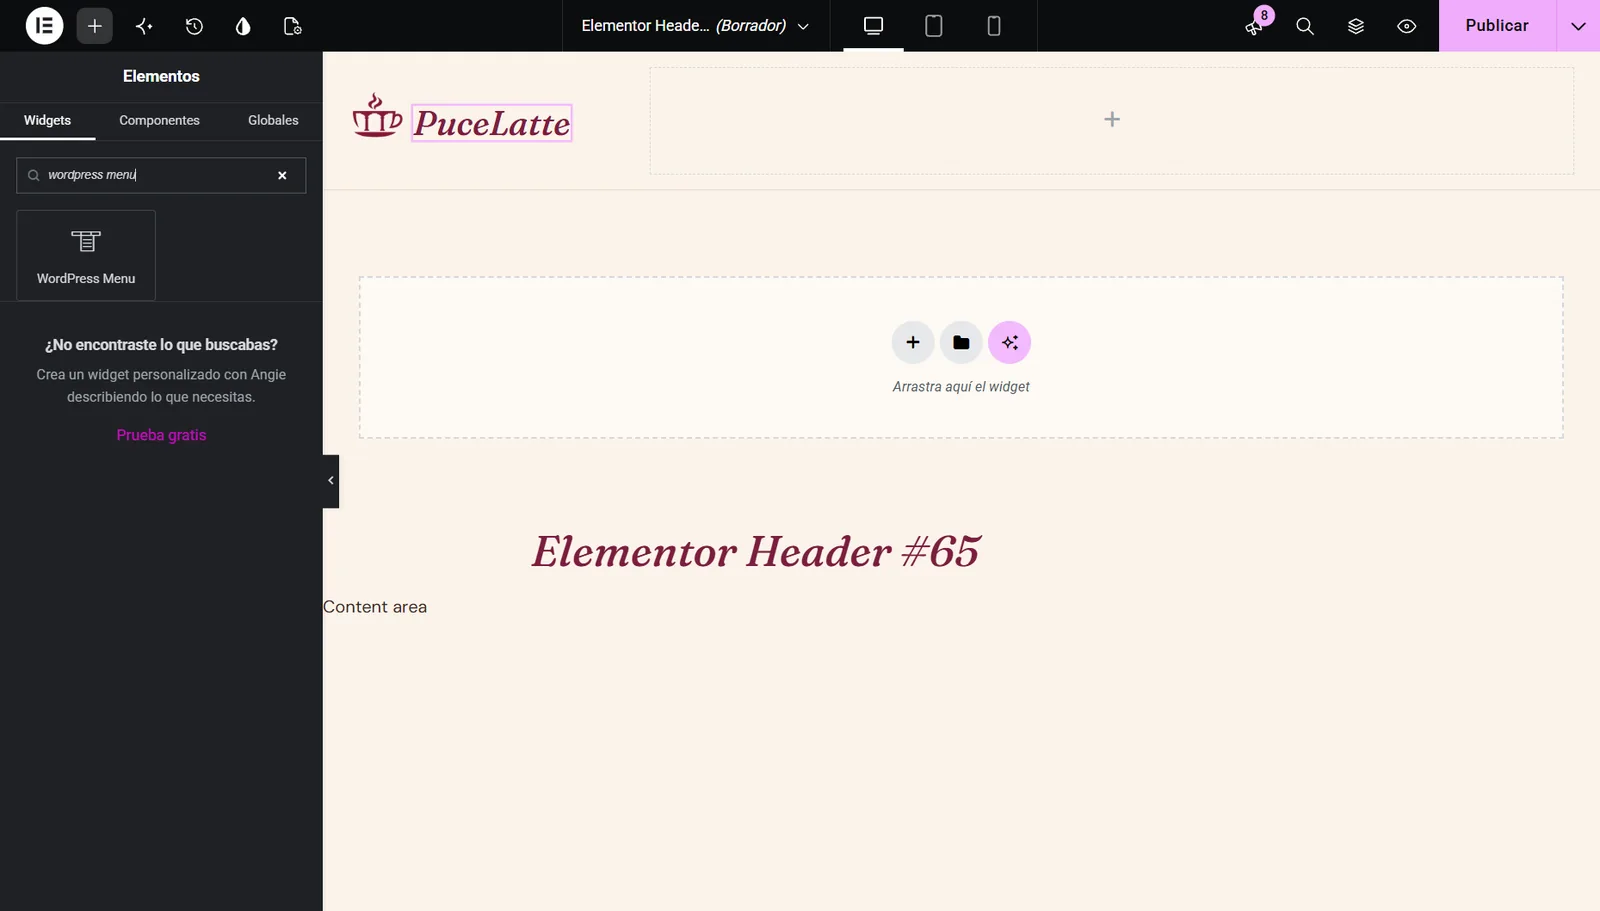 Elementor Heade... (Borrador)
8
Publicar
Elementos
Widgets
Componentes
Globales
wordpress menu
WordPress Menu
¿No encontraste lo que buscabas?
Crea un widget personalizado con Angie
describiendo lo que necesitas.
Prueba gratis
PuceLatte
Arrastra aquí el widget
Elementor Header #65
Content area